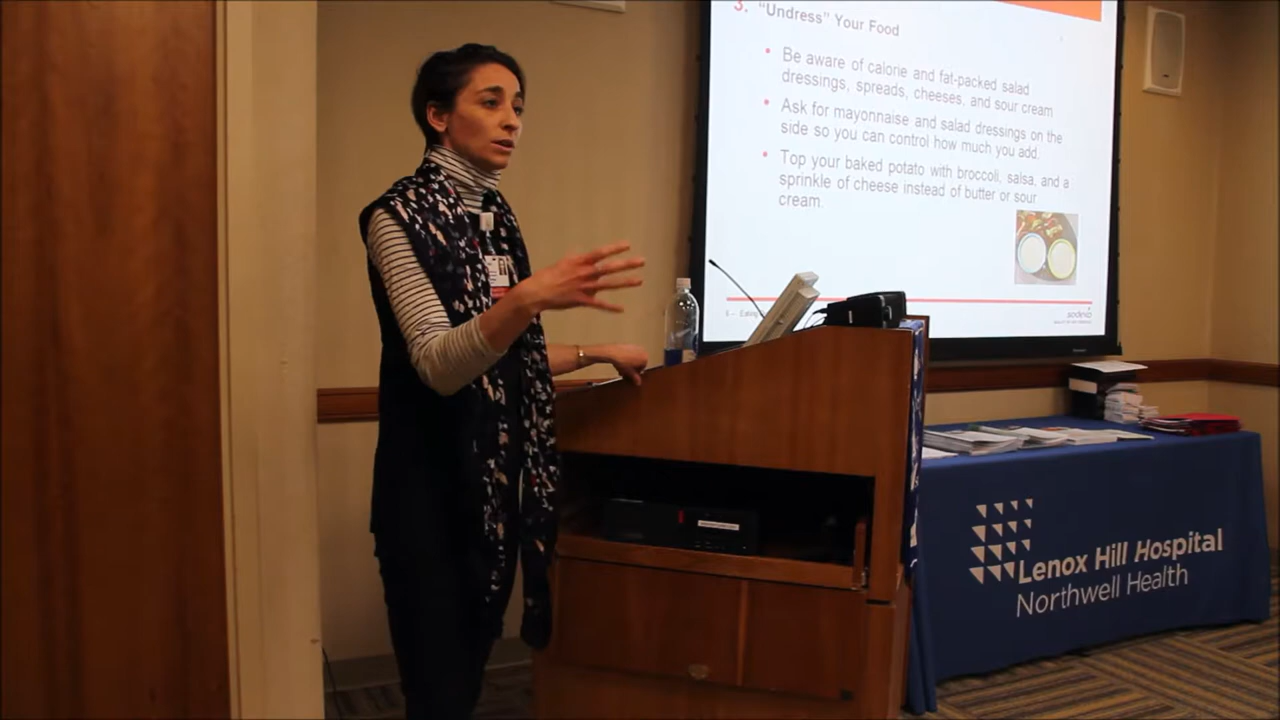 3. “Undress” Your Food
• Be aware of calorie and fat-packed salad
dressings, spreads, cheeses, and sour cream
• Ask for mayonnaise and salad dressings on the
side so you can control how much you add.
• Top your baked potato with broccoli, salsa, and a
sprinkle of cheese instead of butter or sour
cream.
Eating
sodexo
Lenox Hill Hospital
Northwell Health